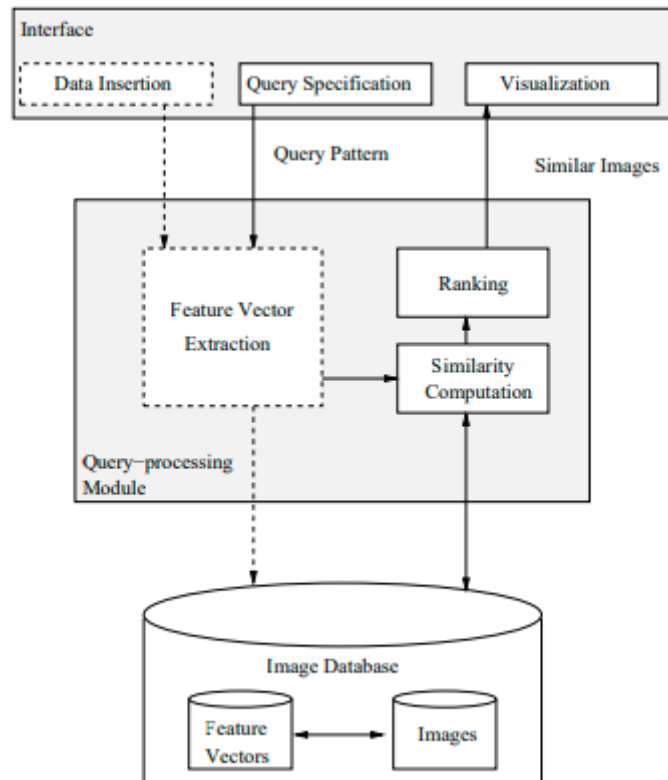 Interface
Data Insertion
Query Specification
Visualization
Query Pattern
Similar Images
Feature Vector
Extraction
Ranking
Similarity
Computation
Query−processing
Module
Image Database
Feature
Vectors
Images